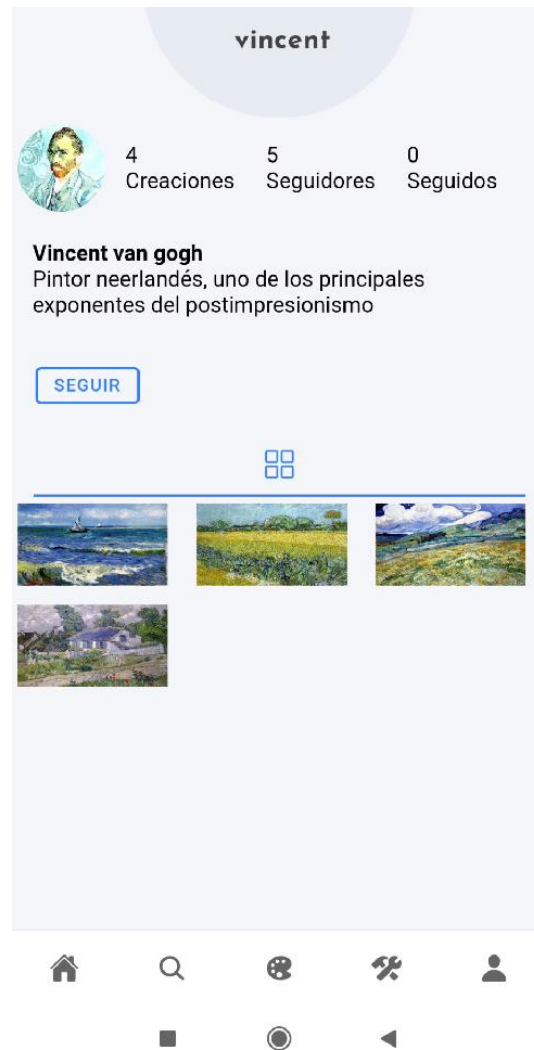 vincent
4 5 0
Creaciones Seguidores Seguidos
Vincent van gogh
Pintor neerlandés, uno de los principales
exponentes del postimpresionismo
SEGUIR